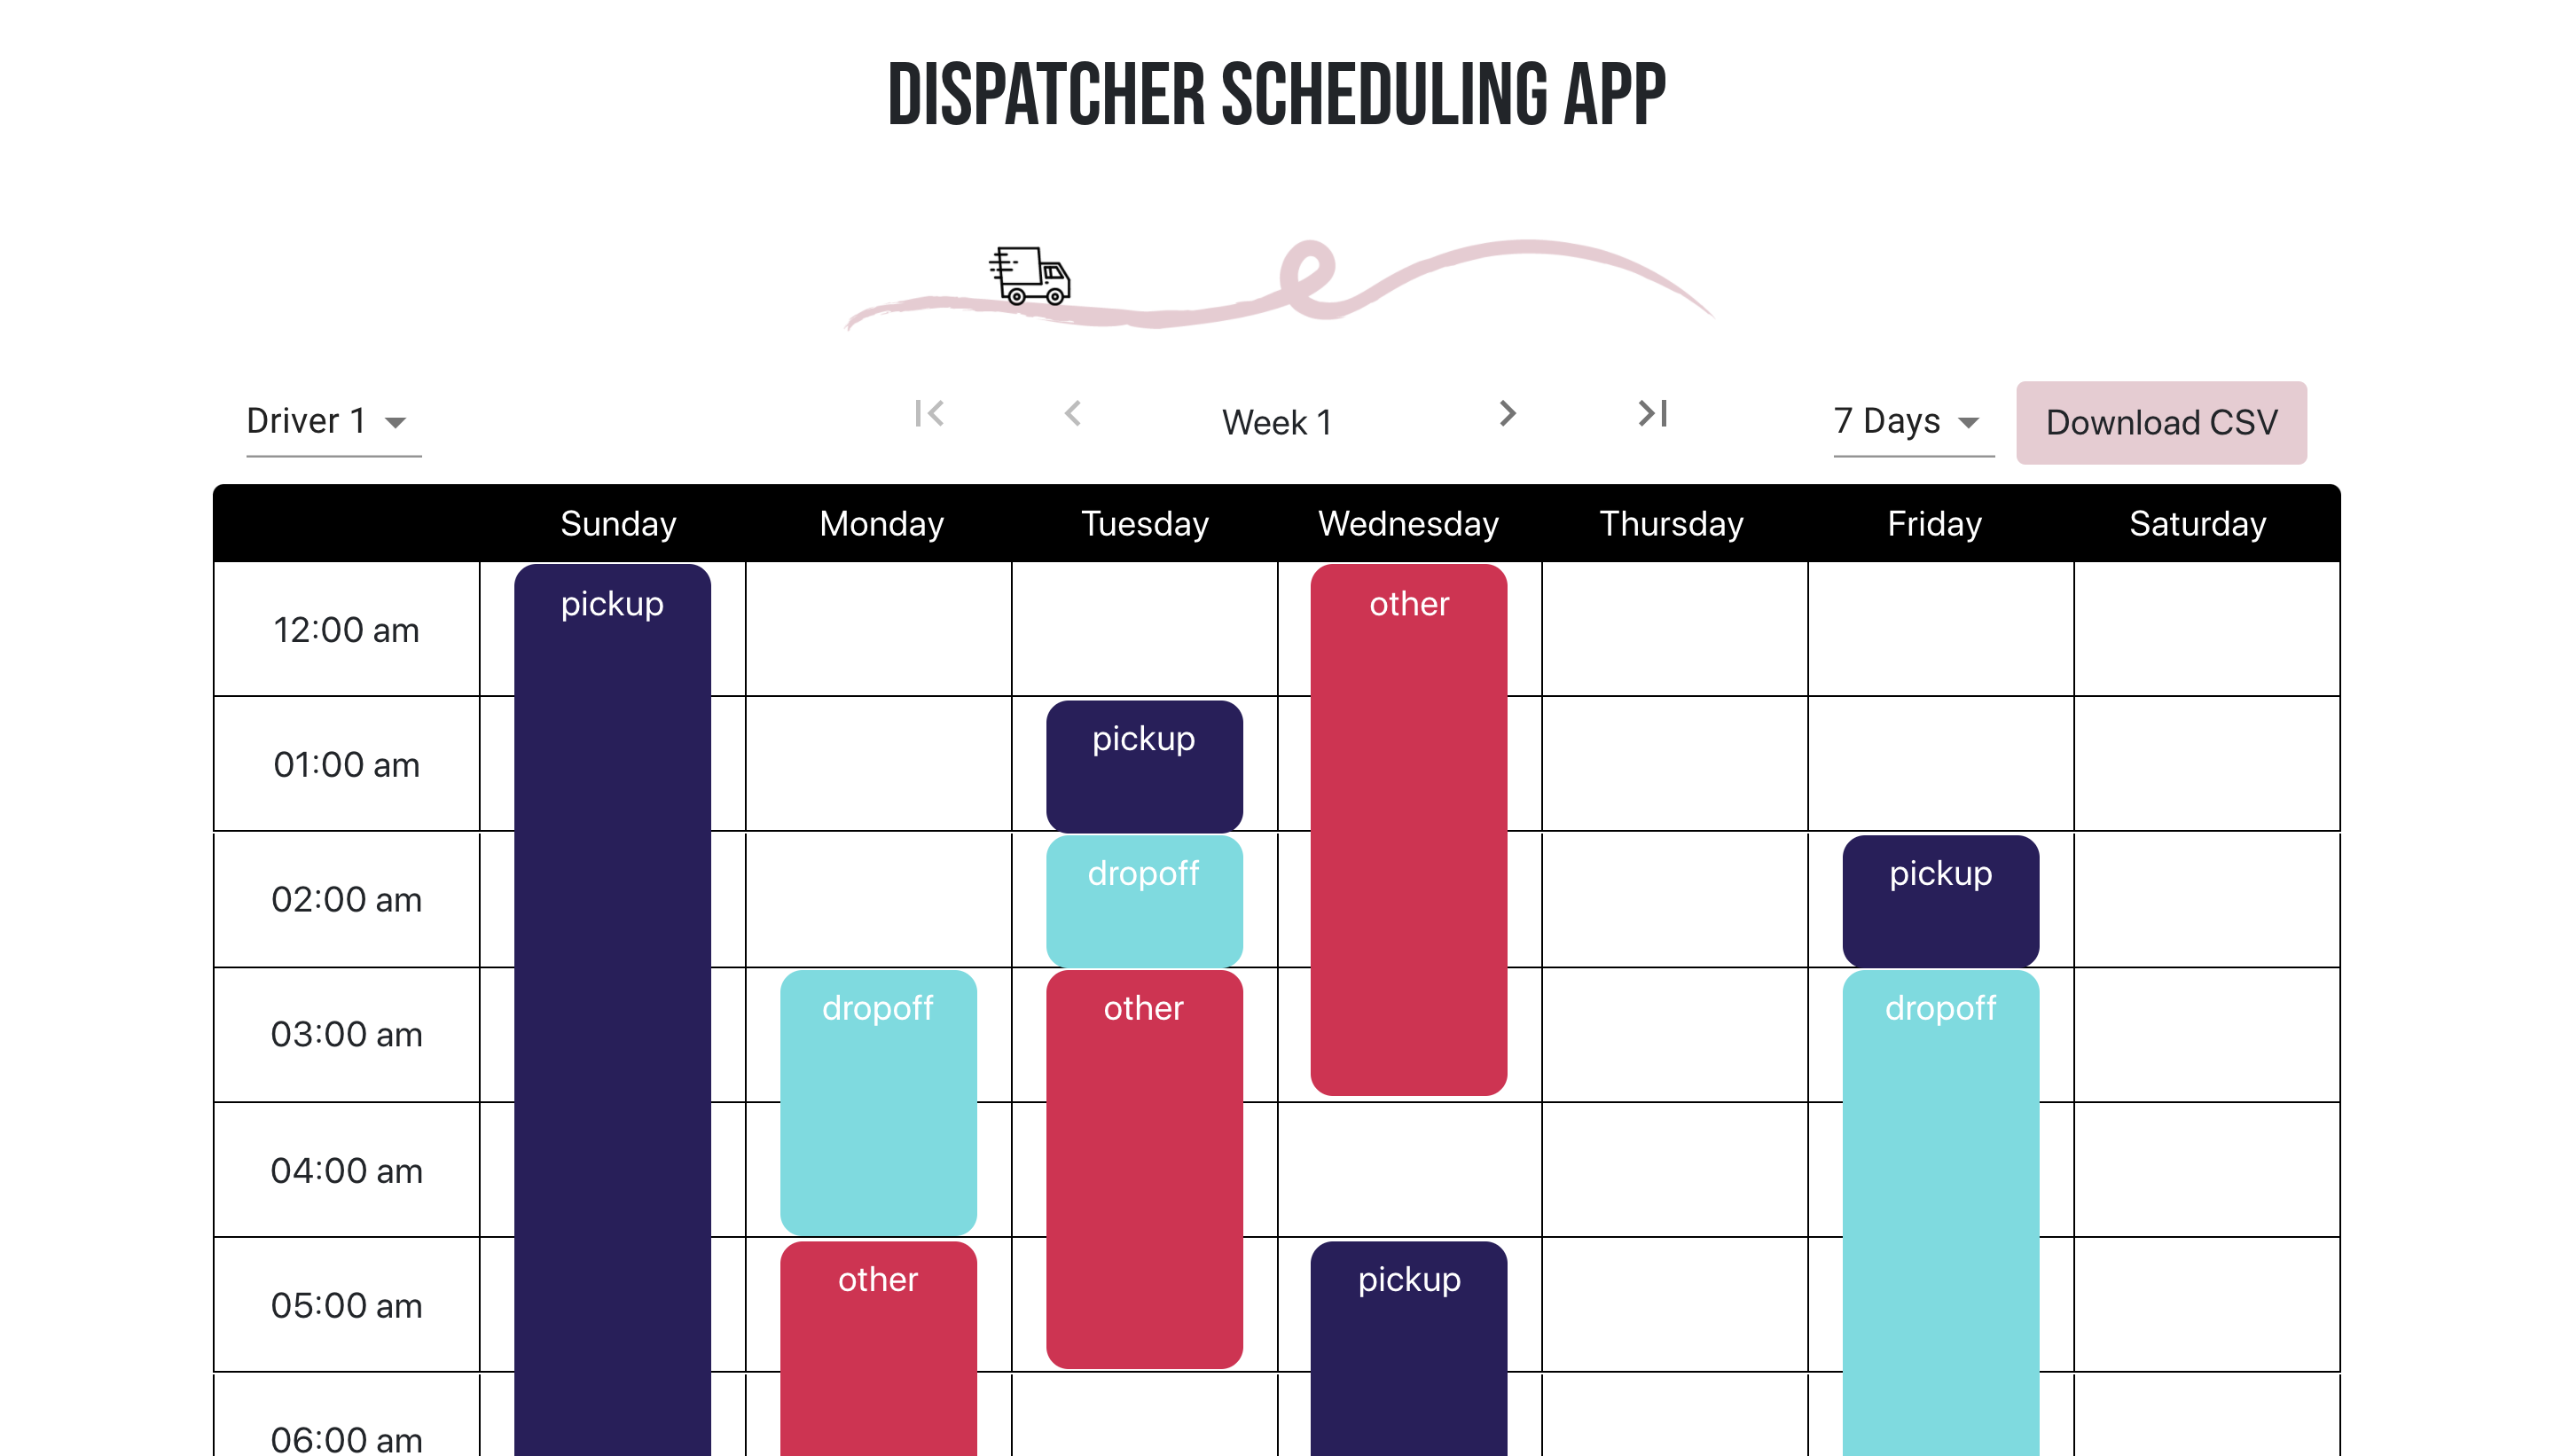 DISPATCHER SCHEDULING APP
Driver 1
Week 1
7 Days
Download CSV
Sunday Monday Tuesday Wednesday Thursday Friday Saturday
12:00 am pickup other
01:00 am pickup
02:00 am dropoff pickup
03:00 am dropoff other dropoff
04:00 am
05:00 am other pickup
06:00 am